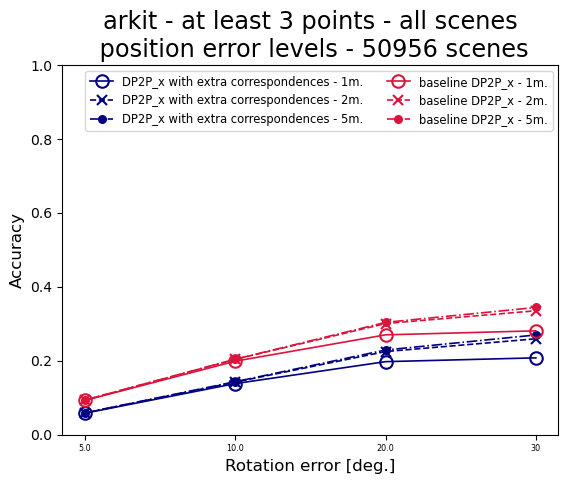 arkit - at least 3 points - all scenes
position error levels - 50956 scenes
DP2P_x with extra correspondences - 1m.
DP2P_x with extra correspondences - 2m.
DP2P_x with extra correspondences - 5m.
baseline DP2P_x - 1m.
baseline DP2P_x - 2m.
baseline DP2P_x - 5m.
Accuracy
1.0
0.8
0.6
0.4
0.2
0.0
5.0 10.0 20.0 30
Rotation error [deg.]